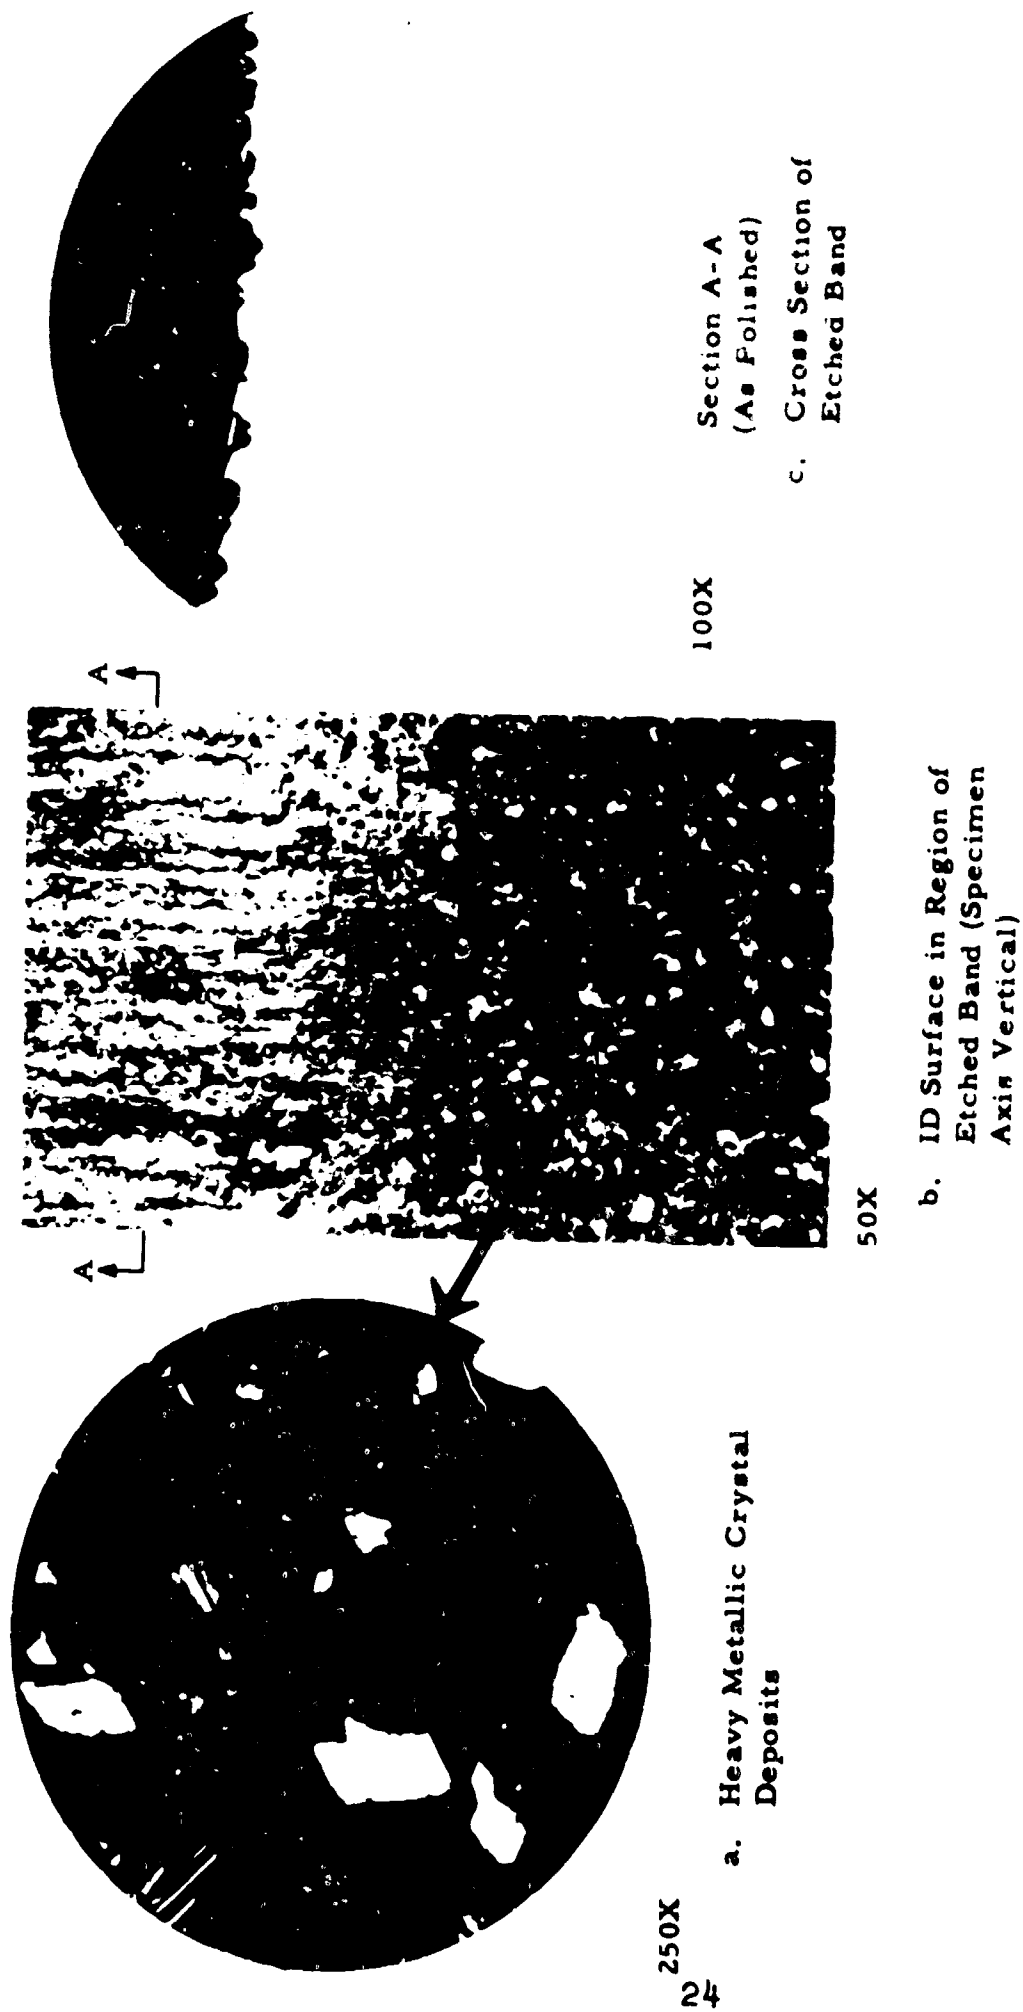 A
A
250X
50X
100X
a. Heavy Metallic Crystal
Deposits
b. ID Surface in Region of
Etched Band (Specimen
Axis Vertical)
Section A-A
(As Polished)
c. Cross Section of
Etched Band
24